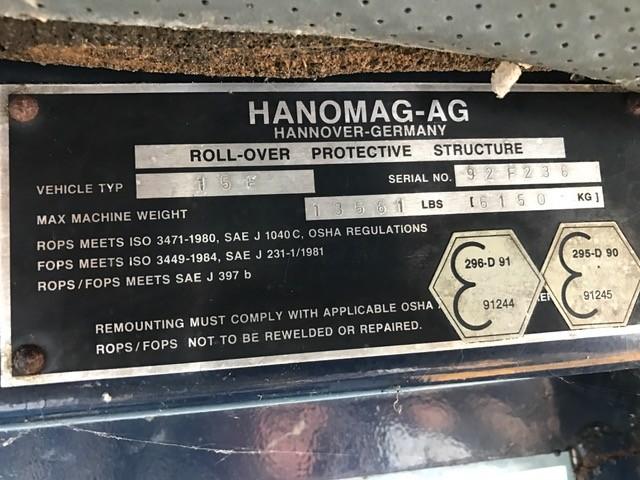 HANOMAG-AG
HANNOVER-GERMANY
ROLL-OVER PROTECTIVE STRUCTURE
VEHICLE TYP 15F SERIAL NO. 92F236
MAX MACHINE WEIGHT 13561 LBS [6150 KG]
ROPS MEETS ISO 3471-1980, SAE J 1040C, OSHA REGULATIONS
FOPS MEETS ISO 3449-1984, SAE J 231-1/1981
ROPS/FOPS MEETS SAE J 397 b
296-D 91
91244
295-D 90
91245
REMOUNTING MUST COMPLY WITH APPLICABLE OSHA
ROPS/FOPS NOT TO BE REWELDED OR REPAIRED.